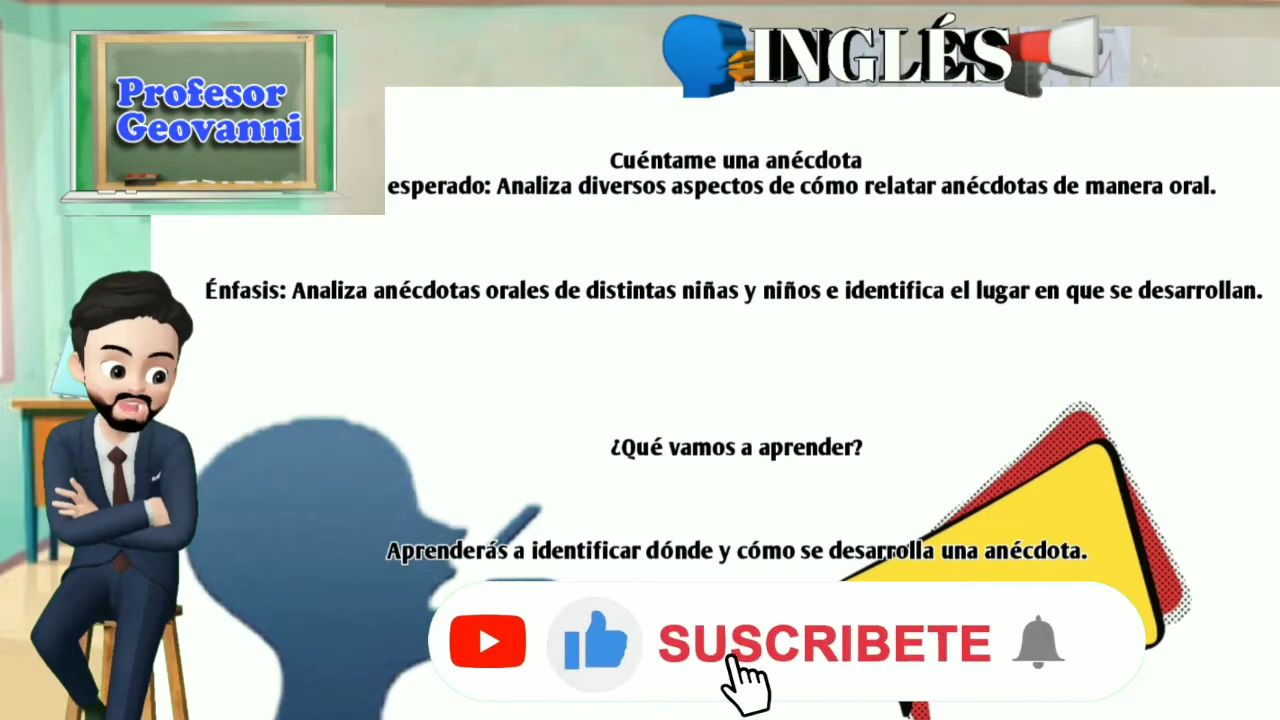 Profesor
Geovanni
INGLÉS
Cuéntame una anécdota
esperado: Analiza diversos aspectos de cómo relatar anécdotas de manera oral.
Énfasis: Analiza anécdotas orales de distintas niñas y niños e identifica el lugar en que se desarrollan.
¿Qué vamos a aprender?
Aprenderás a identificar dónde y cómo se desarrolla una anécdota.
SUSCRIBETE